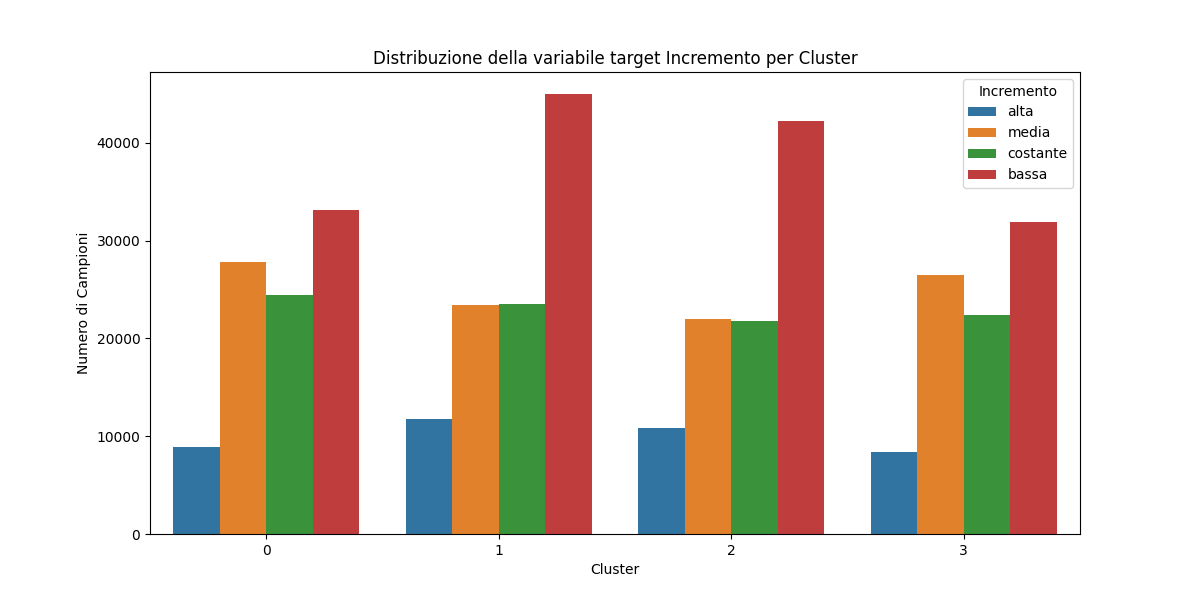 Distribuzione della variabile target Incremento per Cluster
Incremento
alta
media
costante
bassa
Numero di Campioni
40000
30000
20000
10000
0
0 1 2 3
Cluster